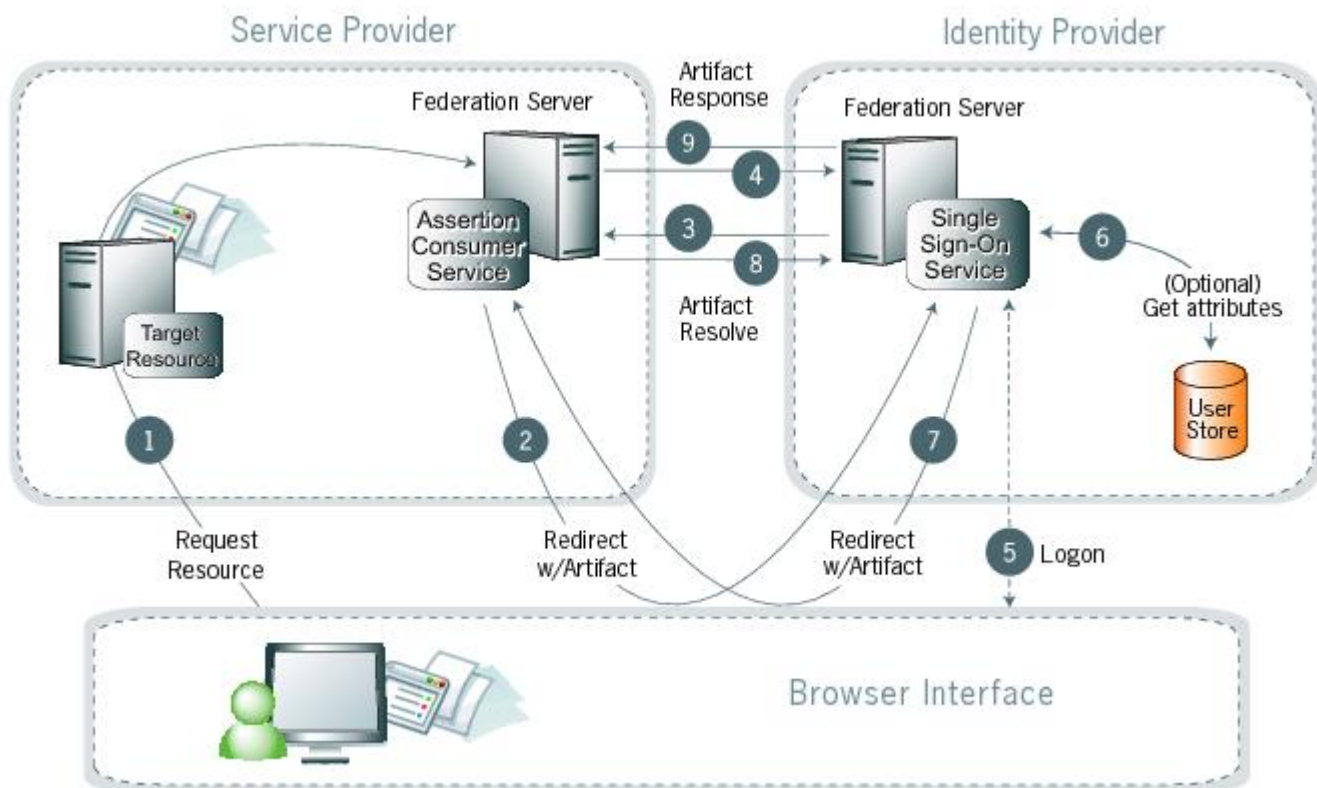 Service Provider
Identity Provider
Artifact
Response
Federation Server
Federation Server
9
4
3
8
Assertion
Consumer
Service
Single
Sign-On
Service
6
(Optional)
Get attributes
Artifact
Resolve
Target
Resource
User
Store
1
2
7
Request
Resource
Redirect
w/Artifact
Redirect
w/Artifact
5
Logon
Browser Interface